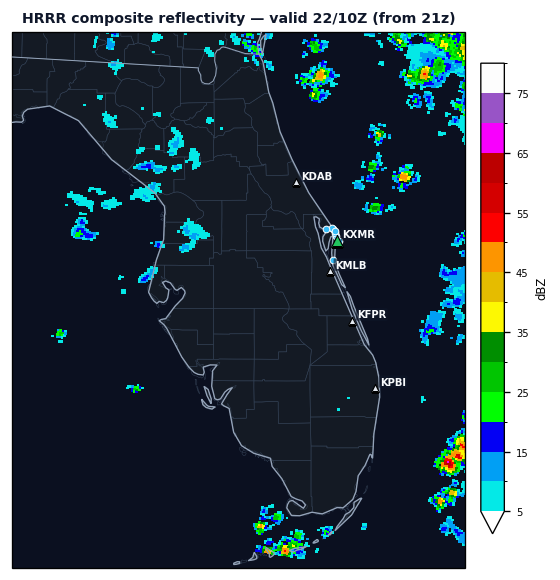 HRRR composite reflectivity — valid 22/10Z (from 21z)
KDAB
KXMR
KMLB
KFPR
KPBI
75
65
55
45
35
25
15
5
dBZ